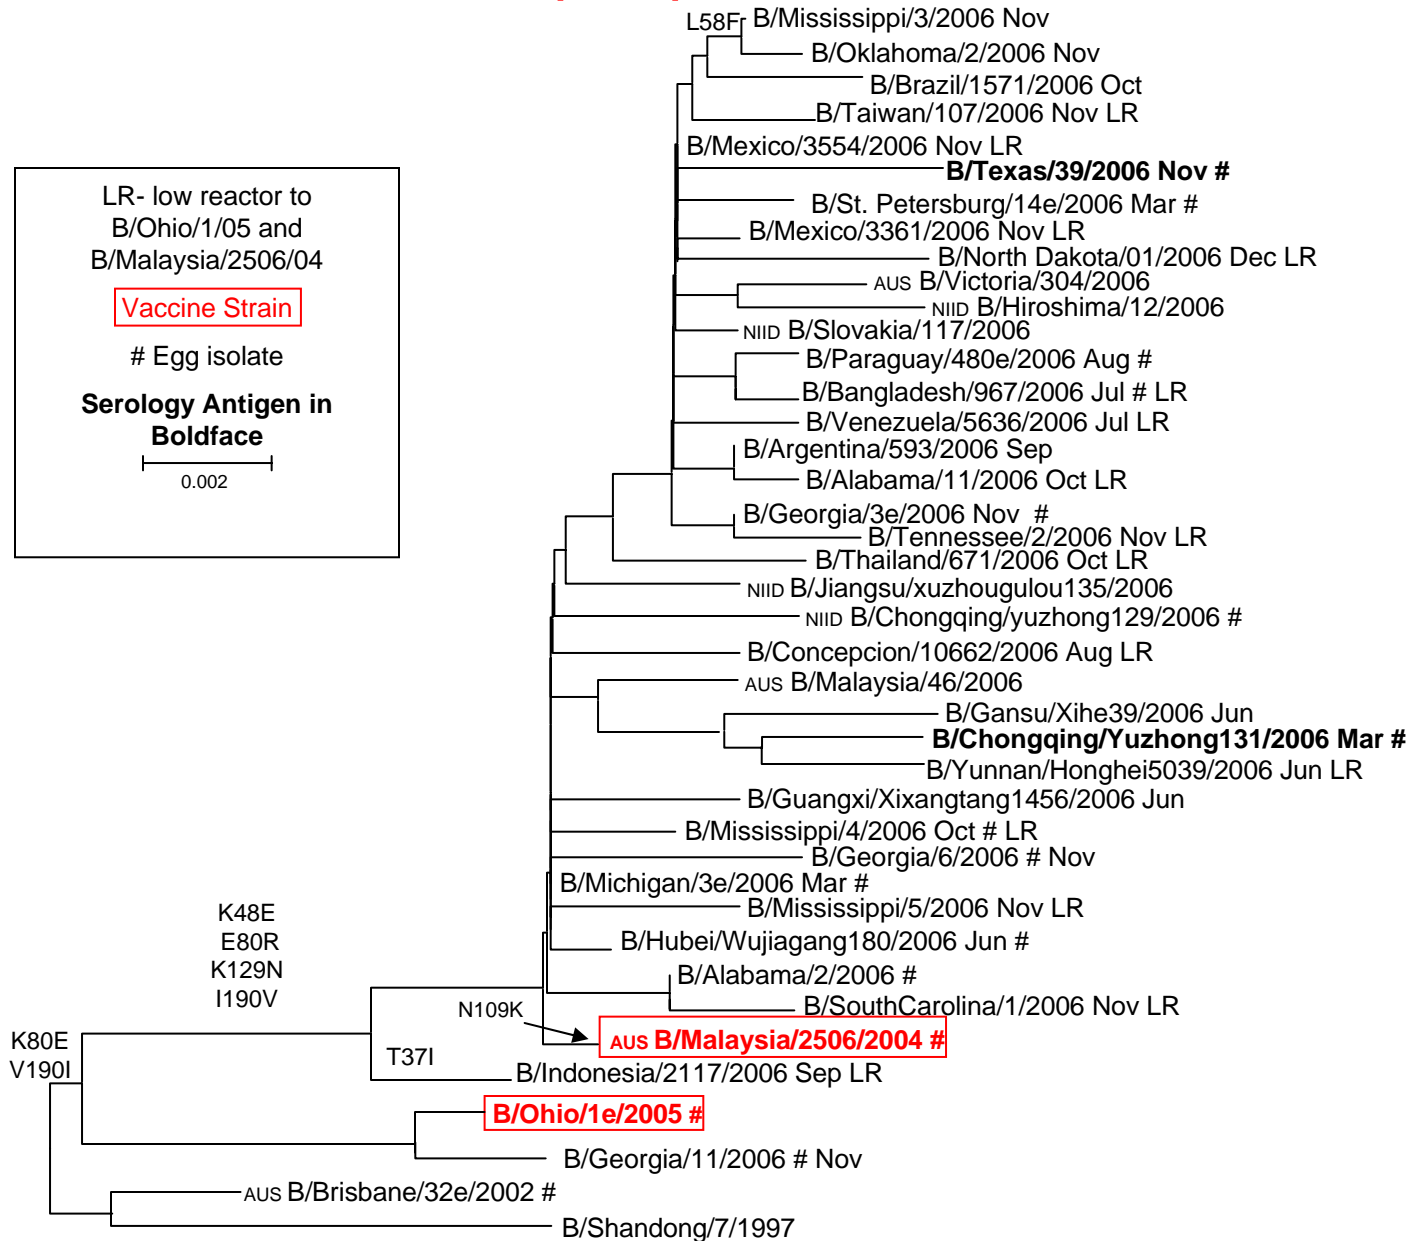 L58F B/Mississippi/3/2006 Nov
B/Oklahoma/2/2006 Nov
B/Brazil/1571/2006 Oct
B/Taiwan/107/2006 Nov LR
B/Mexico/3554/2006 Nov LR
B/Texas/39/2006 Nov #
B/St. Petersburg/14e/2006 Mar #
B/Mexico/3361/2006 Nov LR
B/North Dakota/01/2006 Dec LR
AUS B/Victoria/304/2006
NIID B/Hiroshima/12/2006
NIID B/Slovakia/117/2006
B/Paraguay/480e/2006 Aug #
B/Bangladesh/967/2006 Jul # LR
B/Venezuela/5636/2006 Jul LR
B/Argentina/593/2006 Sep
B/Alabama/11/2006 Oct LR
B/Georgia/3e/2006 Nov #
B/Tennessee/2/2006 Nov LR
B/Thailand/671/2006 Oct LR
NIID B/Jiangsu/xuzhougulou135/2006
NIID B/Chongqing/yuzhong129/2006 #
B/Concepcion/10662/2006 Aug LR
AUS B/Malaysia/46/2006
B/Gansu/Xihe39/2006 Jun
B/Chongqing/Yuzhong131/2006 Mar #
B/Yunnan/Honghei5039/2006 Jun LR
B/Guangxi/Xixangtang1456/2006 Jun
B/Mississippi/4/2006 Oct # LR
B/Georgia/6/2006 # Nov
B/Michigan/3e/2006 Mar #
B/Mississippi/5/2006 Nov LR
B/Hubei/Wujiagang180/2006 Jun #
B/Alabama/2/2006 #
B/SouthCarolina/1/2006 Nov LR
N109K
AUS B/Malaysia/2506/2004 #
T37I
B/Indonesia/2117/2006 Sep LR
B/Ohio/1e/2005 #
B/Georgia/11/2006 # Nov
AUS B/Brisbane/32e/2002 #
B/Shandong/7/1997
K48E
E80R
K129N
I190V
K80E
V190I
LR- low reactor to
B/Ohio/1/05 and
B/Malaysia/2506/04
Vaccine Strain
# Egg isolate
Serology Antigen in
Boldface
0.002